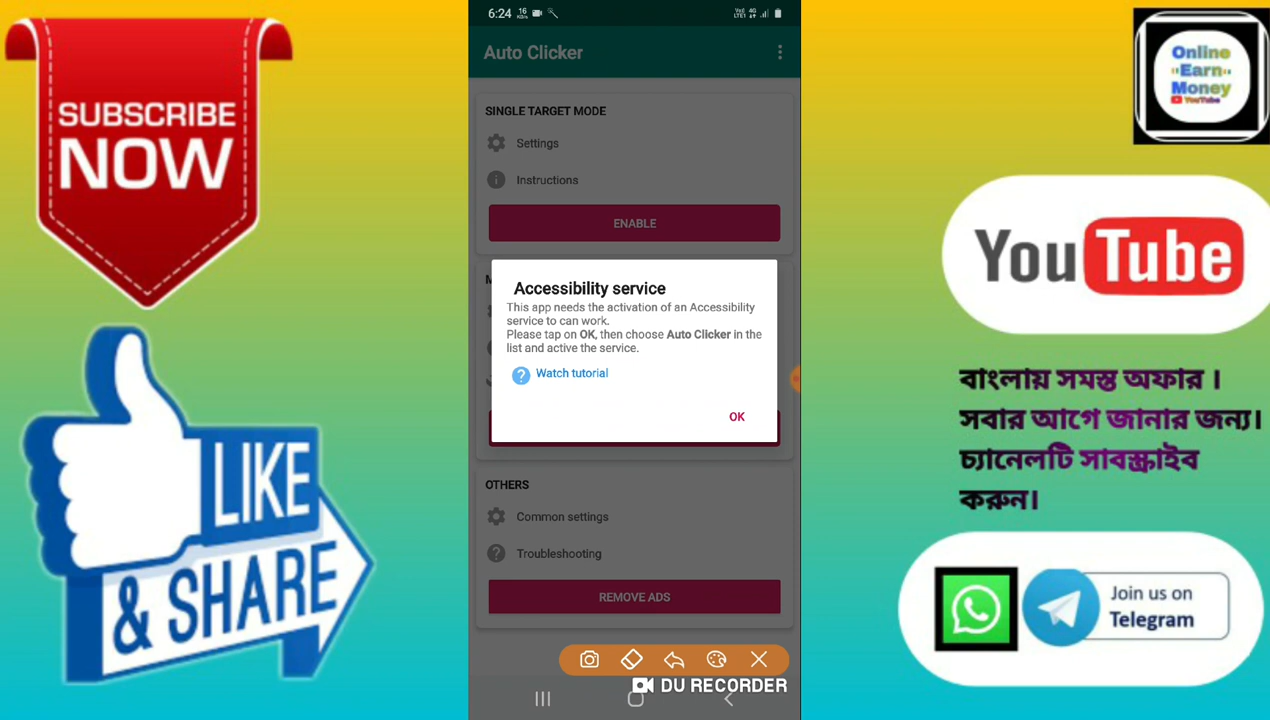 SUBSCRIBE
NOW
LIKE
& SHARE
6:24
16
KB/s
Auto Clicker
SINGLE TARGET MODE
Settings
Instructions
ENABLE
M
Accessibility service
This app needs the activation of an Accessibility
service to can work.
Please tap on OK, then choose Auto Clicker in the
list and active the service.
Watch tutorial
OK
OTHERS
Common settings
Troubleshooting
REMOVE ADS
DU RECORDER
Online
Earn
Money
YouTube
YouTube
বাংলায় সমস্ত অফার ।
সবার আগে জানার জন্য।
চ্যানেলটি সাবস্ক্রাইব
করুন।
Join us on
Telegram